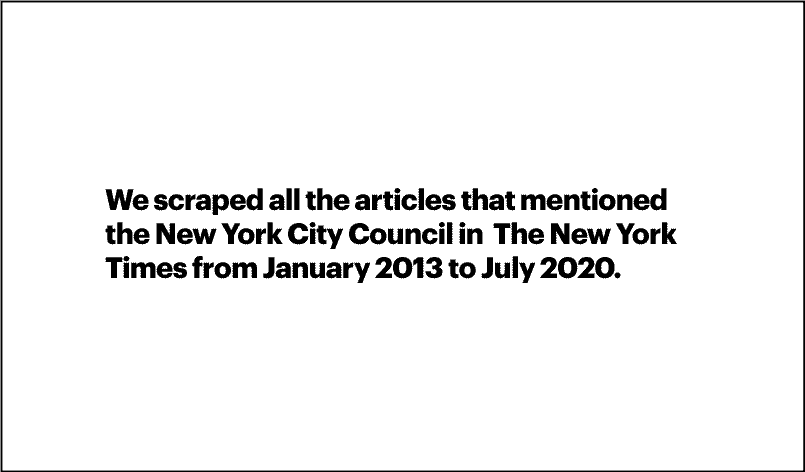 We scraped all the articles that mentioned
the New York City Council in  The New York
Times from January 2013 to July 2020.